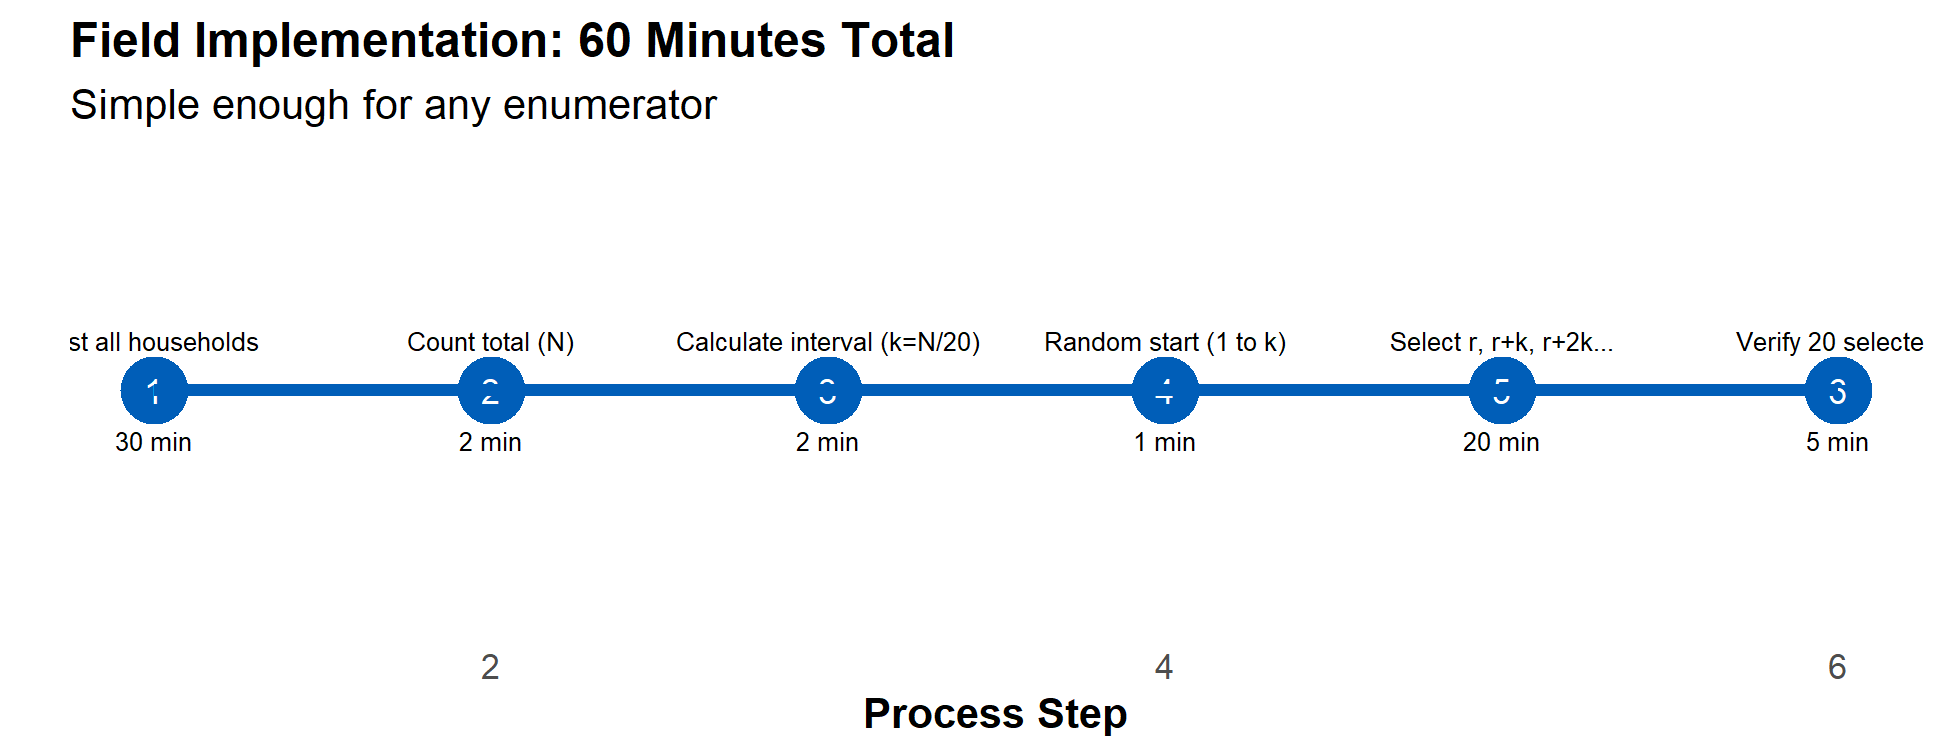 Field Implementation: 60 Minutes Total
Simple enough for any enumerator
st all households
Count total (N)
Calculate interval (k=N/20)
Random start (1 to k)
Select r, r+k, r+2k...
Verify 20 selecte
1
2
3
4
5
6
30 min
2 min
2 min
1 min
20 min
5 min
2
4
6
Process Step